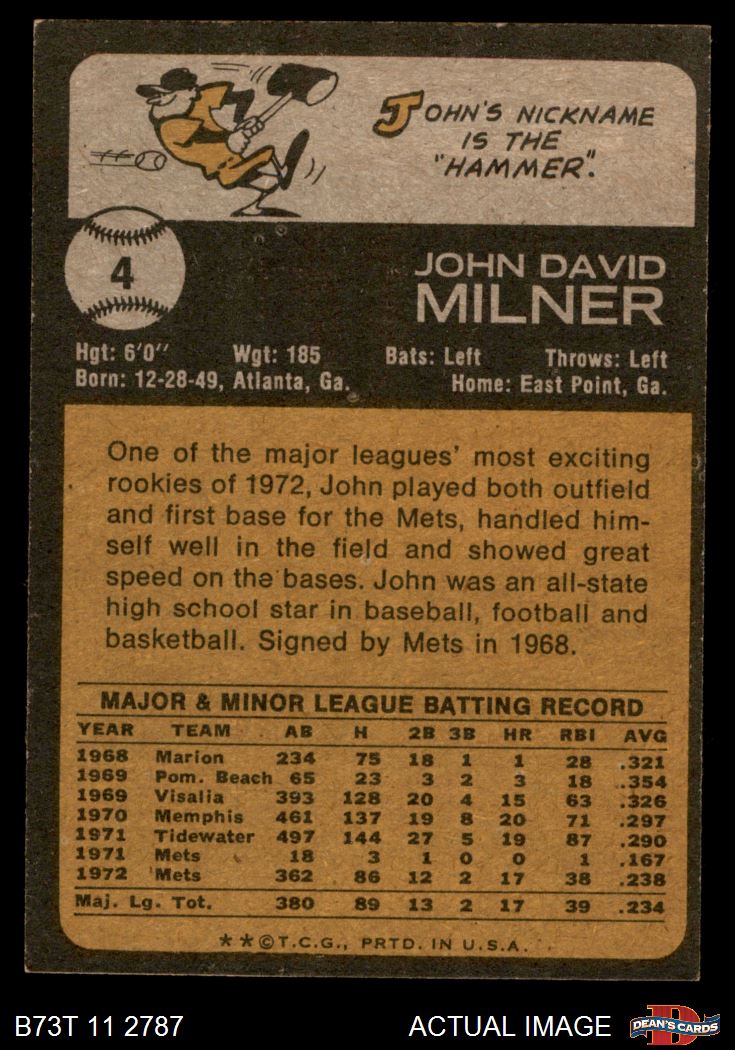 JOHN'S NICKNAME
IS THE
"HAMMER".
4
JOHN DAVID
MILNER
Hgt: 6'0" Wgt: 185 Bats: Left Throws: Left
Born: 12-28-49, Atlanta, Ga. Home: East Point, Ga.
One of the major leagues' most exciting
rookies of 1972, John played both outfield
and first base for the Mets, handled him-
self well in the field and showed great
speed on the bases. John was an all-state
high school star in baseball, football and
basketball. Signed by Mets in 1968.
MAJOR & MINOR LEAGUE BATTING RECORD
YEAR TEAM AB H 2B 3B HR RBI AVG
1968 Marion 234 75 18 1 1 28 .321
1969 Pom. Beach 65 23 3 2 3 18 .354
1969 Visalia 393 128 20 4 15 63 .326
1970 Memphis 461 137 19 8 20 71 .297
1971 Tidewater 497 144 27 5 19 87 .290
1971 Mets 18 3 1 0 0 1 .167
1972 Mets 362 86 12 2 17 38 .238
Maj. Lg. Tot. 380 89 13 2 17 39 .234
**©T.C.G., PRTD. IN U.S.A.
B73T 11 2787 ACTUAL IMAGE DEAN'S CARDS